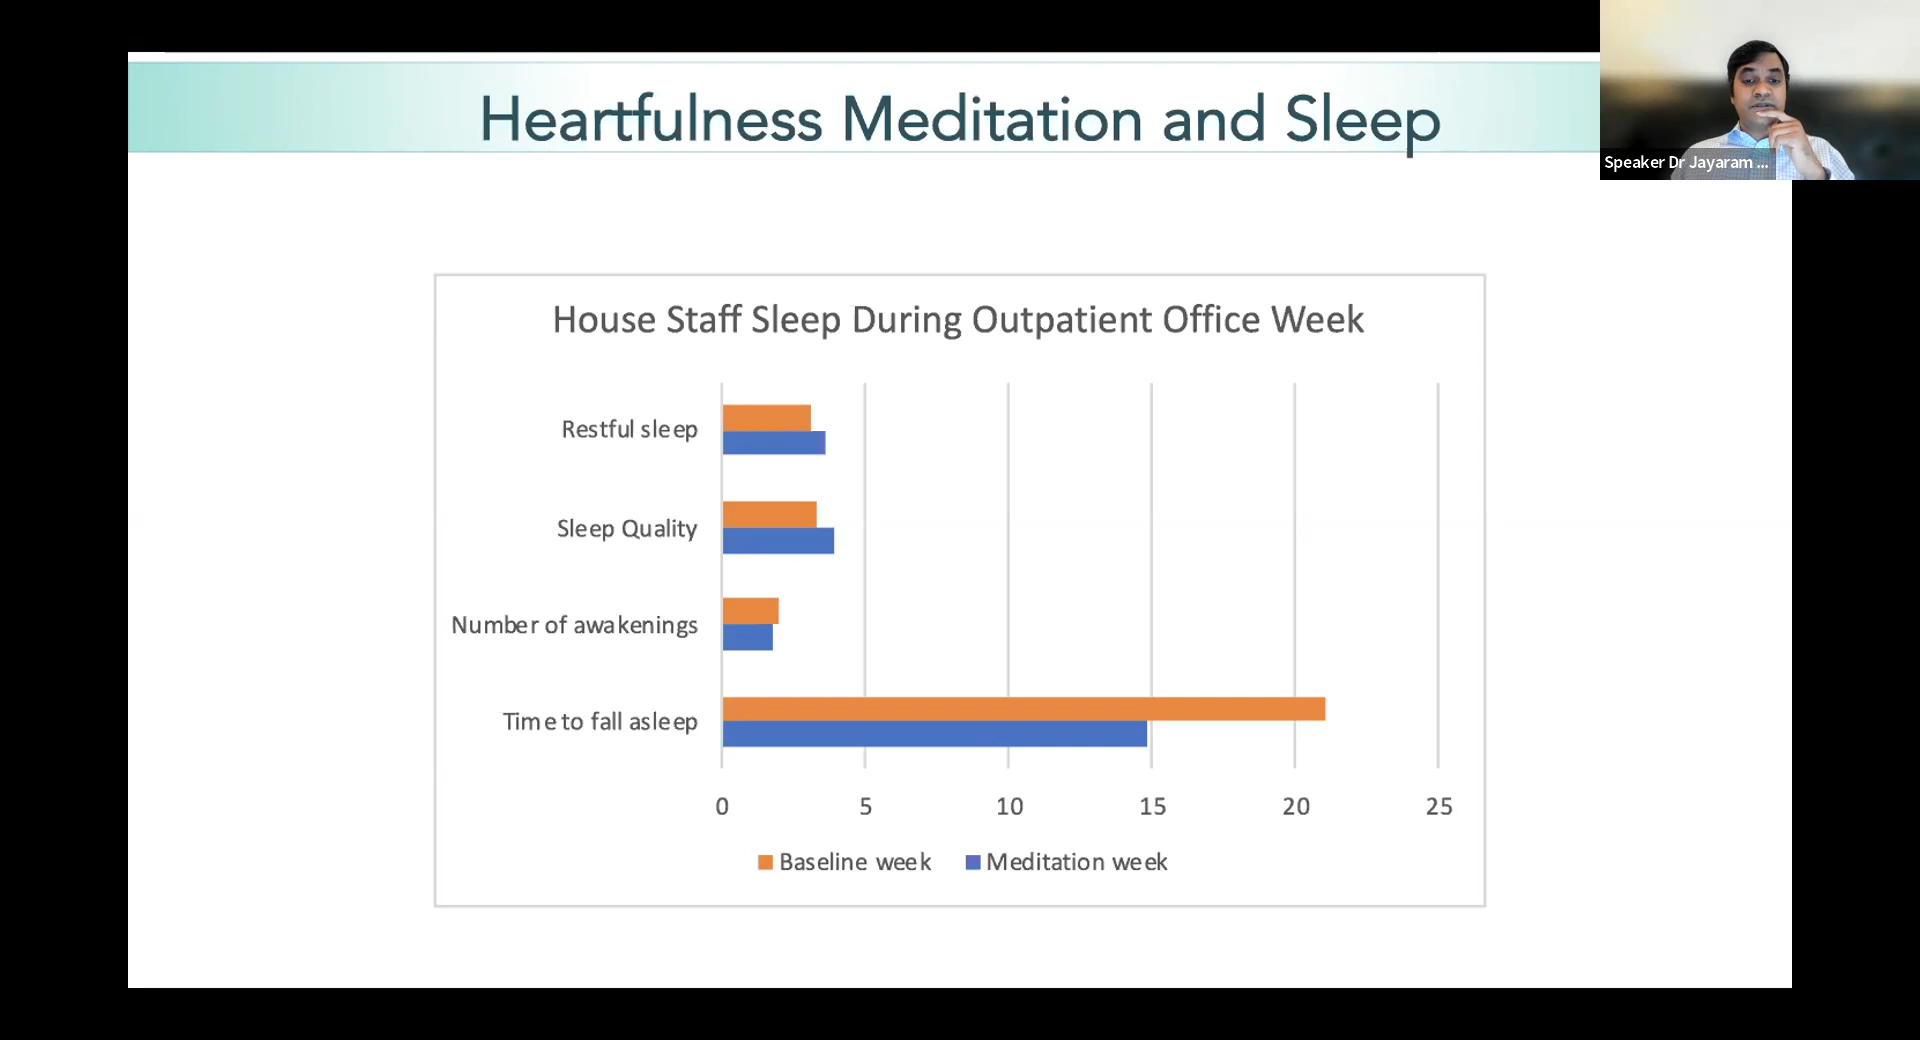 Heartfulness Meditation and Sleep
Speaker Dr Jayaram ...
House Staff Sleep During Outpatient Office Week
Restful sleep
Sleep Quality
Number of awakenings
Time to fall asleep
0 5 10 15 20 25
Baseline week Meditation week